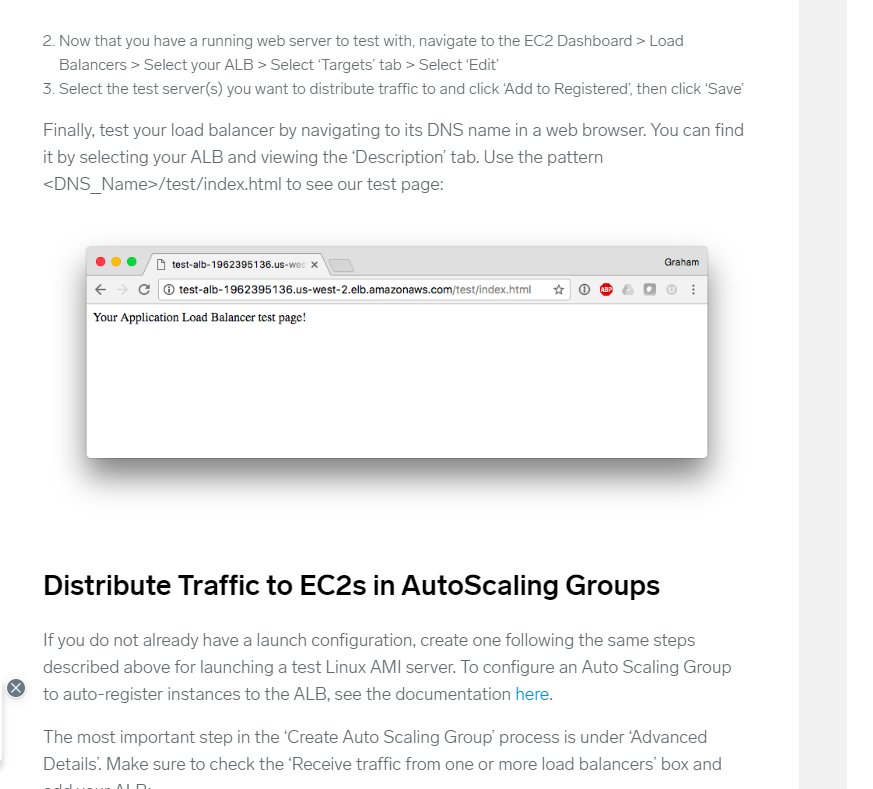 2. Now that you have a running web server to test with, navigate to the EC2 Dashboard > Load
Balancers > Select your ALB > Select ‘Targets’ tab > Select ‘Edit’
3. Select the test server(s) you want to distribute traffic to and click ‘Add to Registered’, then click ‘Save’
Finally, test your load balancer by navigating to its DNS name in a web browser. You can find
it by selecting your ALB and viewing the ‘Description’ tab. Use the pattern
<DNS_Name>/test/index.html to see our test page:
test-alb-1962395136.us-wes
Graham
test-alb-1962395136.us-west-2.elb.amazonaws.com/test/index.html
ABP
Your Application Load Balancer test page!
Distribute Traffic to EC2s in AutoScaling Groups
If you do not already have a launch configuration, create one following the same steps
described above for launching a test Linux AMI server. To configure an Auto Scaling Group
to auto-register instances to the ALB, see the documentation here.
The most important step in the ‘Create Auto Scaling Group’ process is under ‘Advanced
Details’. Make sure to check the ‘Receive traffic from one or more load balancers’ box and
add your ALB: